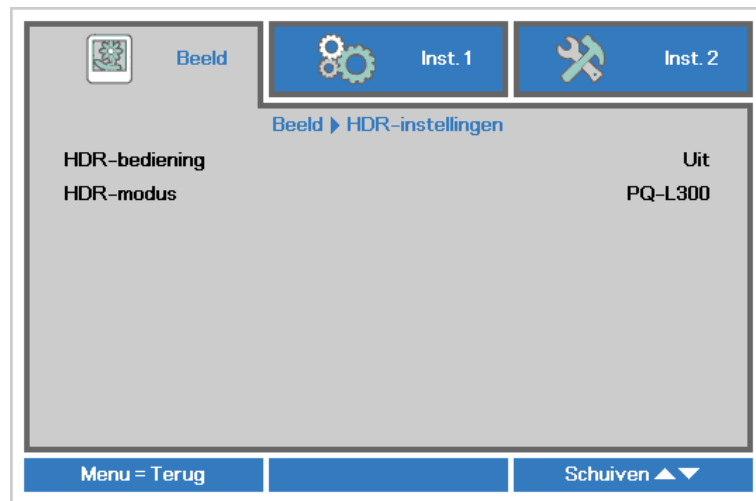 Beeld
Inst. 1
Inst. 2
Beeld ▶ HDR-instellingen
HDR-bediening Uit
HDR-modus PQ-L300
Menu = Terug
Schuiven ▲▼